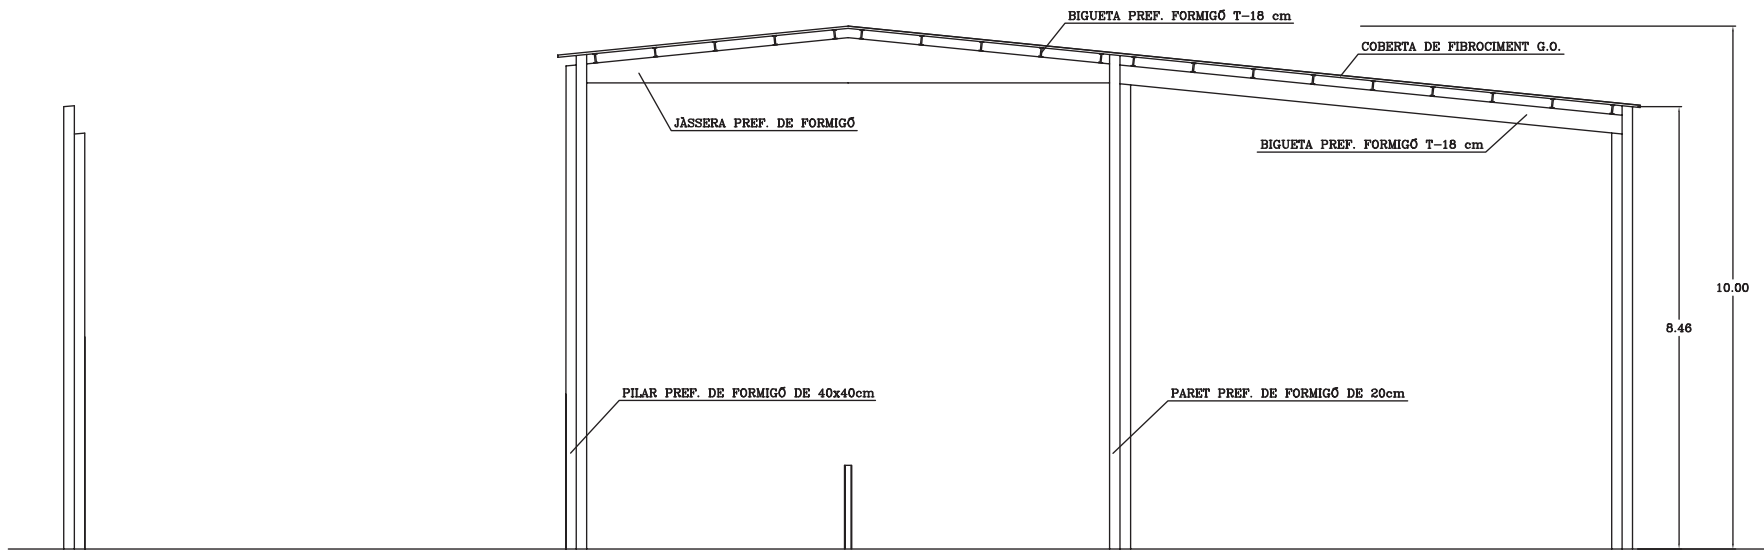 BIGUETA PREF. FORMIGÓ T-18 cm
COBERTA DE FIBROCIMENT G.O.
JÀSSERA PREF. DE FORMIGÓ
BIGUETA PREF. FORMIGÓ T-18 cm
10.00
8.46
PILAR PREF. DE FORMIGÓ DE 40x40cm
PARET PREF. DE FORMIGÓ DE 20cm